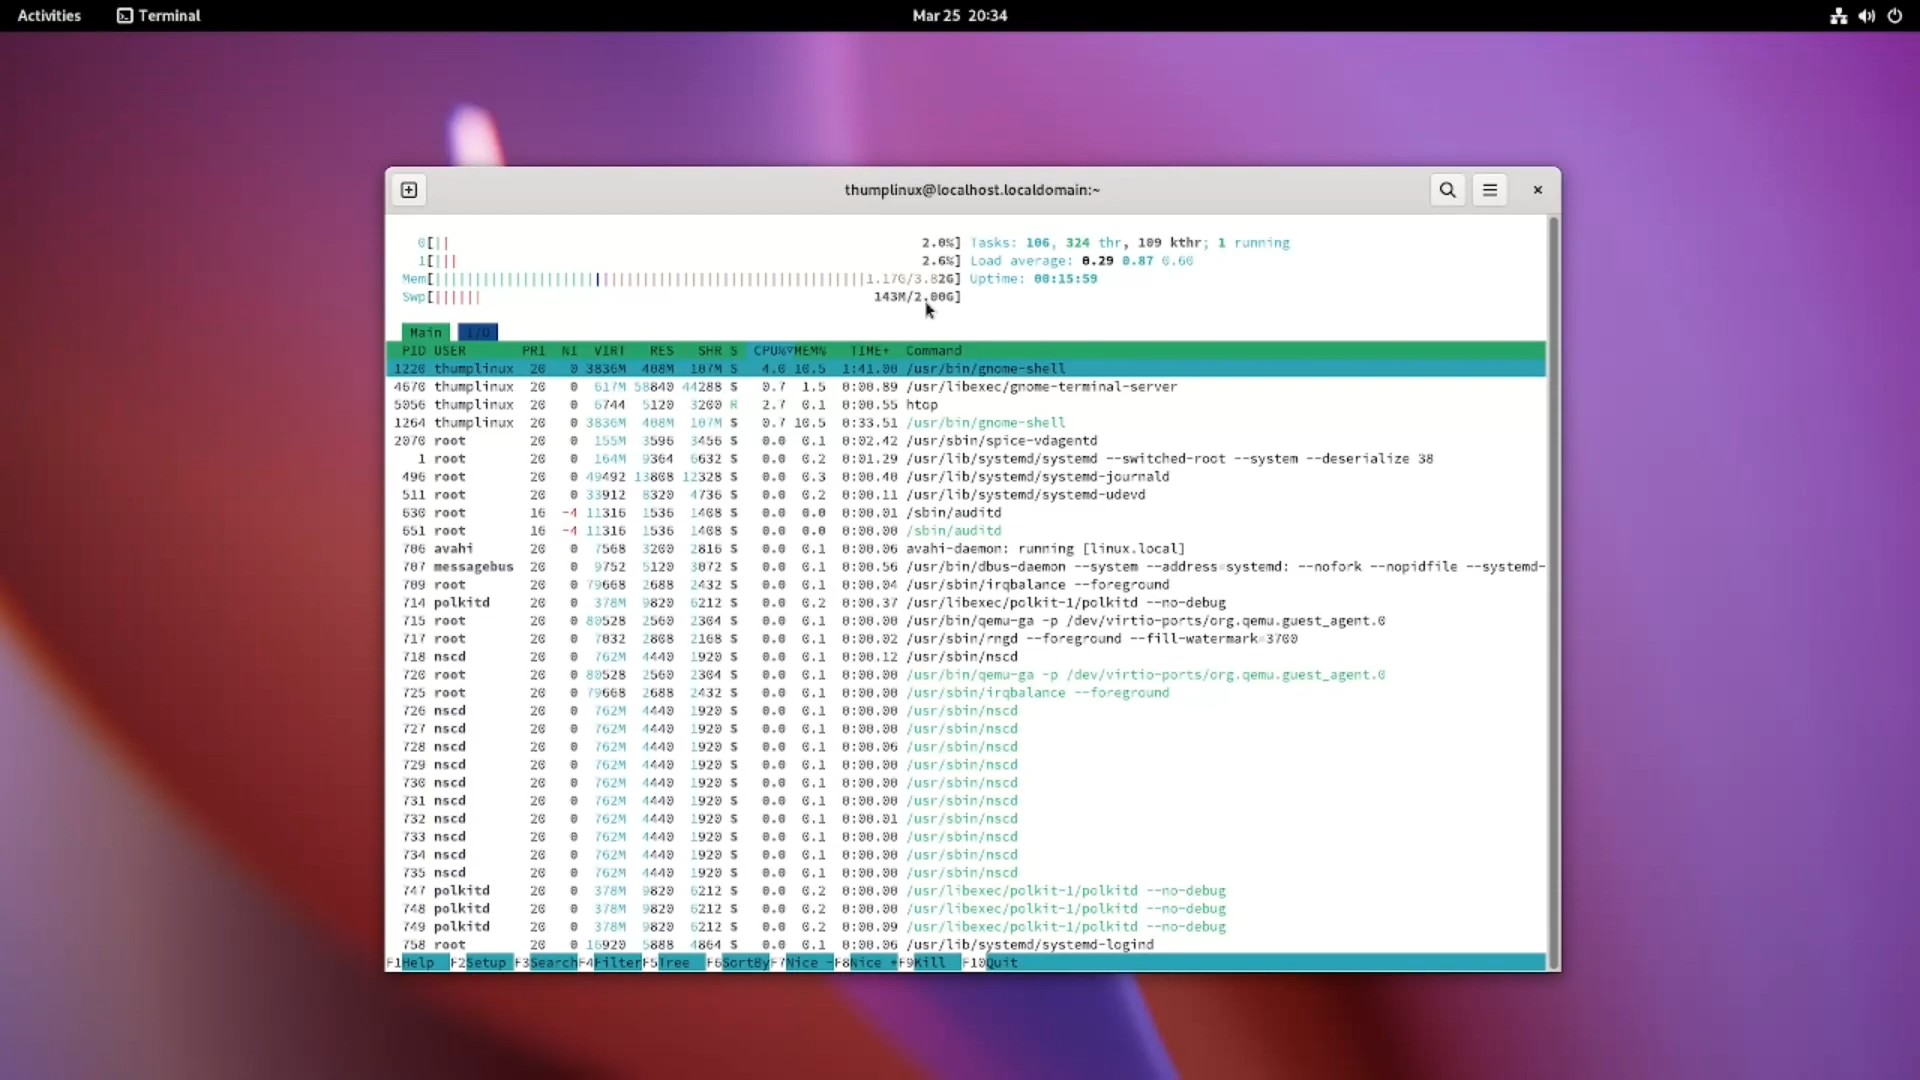 Activities Terminal Mar 25 20:34
thumplinux@localhost.localdomain:~
0[|| 2.0%] Tasks: 106, 324 thr, 109 kthr; 1 running
1[||| 2.6%] Load average: 0.29 0.87 0.60
Mem[ 1.17G/3.82G] Uptime: 00:15:59
Swp[|||||| 143M/2.00G]
Main I/O
PID USER PRI NI VIRT RES SHR S CPU%▽MEM% TIME+ Command
1220 thumplinux 20 0 3836M 408M 107M S 4.0 10.5 1:41.00 /usr/bin/gnome-shell
4670 thumplinux 20 0 617M 58840 44288 S 0.7 1.5 0:00.89 /usr/libexec/gnome-terminal-server
5056 thumplinux 20 0 6744 5120 3200 R 2.7 0.1 0:00.55 htop
1264 thumplinux 20 0 3836M 408M 107M S 0.7 10.5 0:33.51 /usr/bin/gnome-shell
2070 root 20 0 155M 3596 3456 S 0.0 0.1 0:02.42 /usr/sbin/spice-vdagentd
1 root 20 0 164M 9364 6632 S 0.0 0.2 0:01.29 /usr/lib/systemd/systemd --switched-root --system --deserialize 38
496 root 20 0 49492 13808 12328 S 0.0 0.3 0:00.40 /usr/lib/systemd/systemd-journald
511 root 20 0 33912 8320 4736 S 0.0 0.2 0:00.11 /usr/lib/systemd/systemd-udevd
630 root 16 -4 11316 1536 1408 S 0.0 0.0 0:00.01 /sbin/auditd
651 root 16 -4 11316 1536 1408 S 0.0 0.0 0:00.00 /sbin/auditd
706 avahi 20 0 7568 3200 2816 S 0.0 0.1 0:00.06 avahi-daemon: running [linux.local]
707 messagebus 20 0 9752 5120 3072 S 0.0 0.1 0:00.56 /usr/bin/dbus-daemon --system --address=systemd: --nofork --nopidfile --systemd-
709 root 20 0 79668 2688 2432 S 0.0 0.1 0:00.04 /usr/sbin/irqbalance --foreground
714 polkitd 20 0 378M 9820 6212 S 0.0 0.2 0:00.37 /usr/libexec/polkit-1/polkitd --no-debug
715 root 20 0 80528 2560 2304 S 0.0 0.1 0:00.00 /usr/bin/qemu-ga -p /dev/virtio-ports/org.qemu.guest_agent.0
717 root 20 0 7032 2808 2168 S 0.0 0.1 0:00.02 /usr/sbin/rngd --foreground --fill-watermark=3700
718 nscd 20 0 762M 4440 1920 S 0.0 0.1 0:00.12 /usr/sbin/nscd
720 root 20 0 80528 2560 2304 S 0.0 0.1 0:00.00 /usr/bin/qemu-ga -p /dev/virtio-ports/org.qemu.guest_agent.0
725 root 20 0 79668 2688 2432 S 0.0 0.1 0:00.00 /usr/sbin/irqbalance --foreground
726 nscd 20 0 762M 4440 1920 S 0.0 0.1 0:00.00 /usr/sbin/nscd
727 nscd 20 0 762M 4440 1920 S 0.0 0.1 0:00.00 /usr/sbin/nscd
728 nscd 20 0 762M 4440 1920 S 0.0 0.1 0:00.06 /usr/sbin/nscd
729 nscd 20 0 762M 4440 1920 S 0.0 0.1 0:00.00 /usr/sbin/nscd
730 nscd 20 0 762M 4440 1920 S 0.0 0.1 0:00.00 /usr/sbin/nscd
731 nscd 20 0 762M 4440 1920 S 0.0 0.1 0:00.00 /usr/sbin/nscd
732 nscd 20 0 762M 4440 1920 S 0.0 0.1 0:00.01 /usr/sbin/nscd
733 nscd 20 0 762M 4440 1920 S 0.0 0.1 0:00.00 /usr/sbin/nscd
734 nscd 20 0 762M 4440 1920 S 0.0 0.1 0:00.00 /usr/sbin/nscd
735 nscd 20 0 762M 4440 1920 S 0.0 0.1 0:00.00 /usr/sbin/nscd
747 polkitd 20 0 378M 9820 6212 S 0.0 0.2 0:00.00 /usr/libexec/polkit-1/polkitd --no-debug
748 polkitd 20 0 378M 9820 6212 S 0.0 0.2 0:00.00 /usr/libexec/polkit-1/polkitd --no-debug
749 polkitd 20 0 378M 9820 6212 S 0.0 0.2 0:00.09 /usr/libexec/polkit-1/polkitd --no-debug
758 root 20 0 16920 5888 4864 S 0.0 0.1 0:00.06 /usr/lib/systemd/systemd-logind
F1Help F2Setup F3SearchF4FilterF5Tree F6SortByF7Nice -F8Nice +F9Kill F10Quit